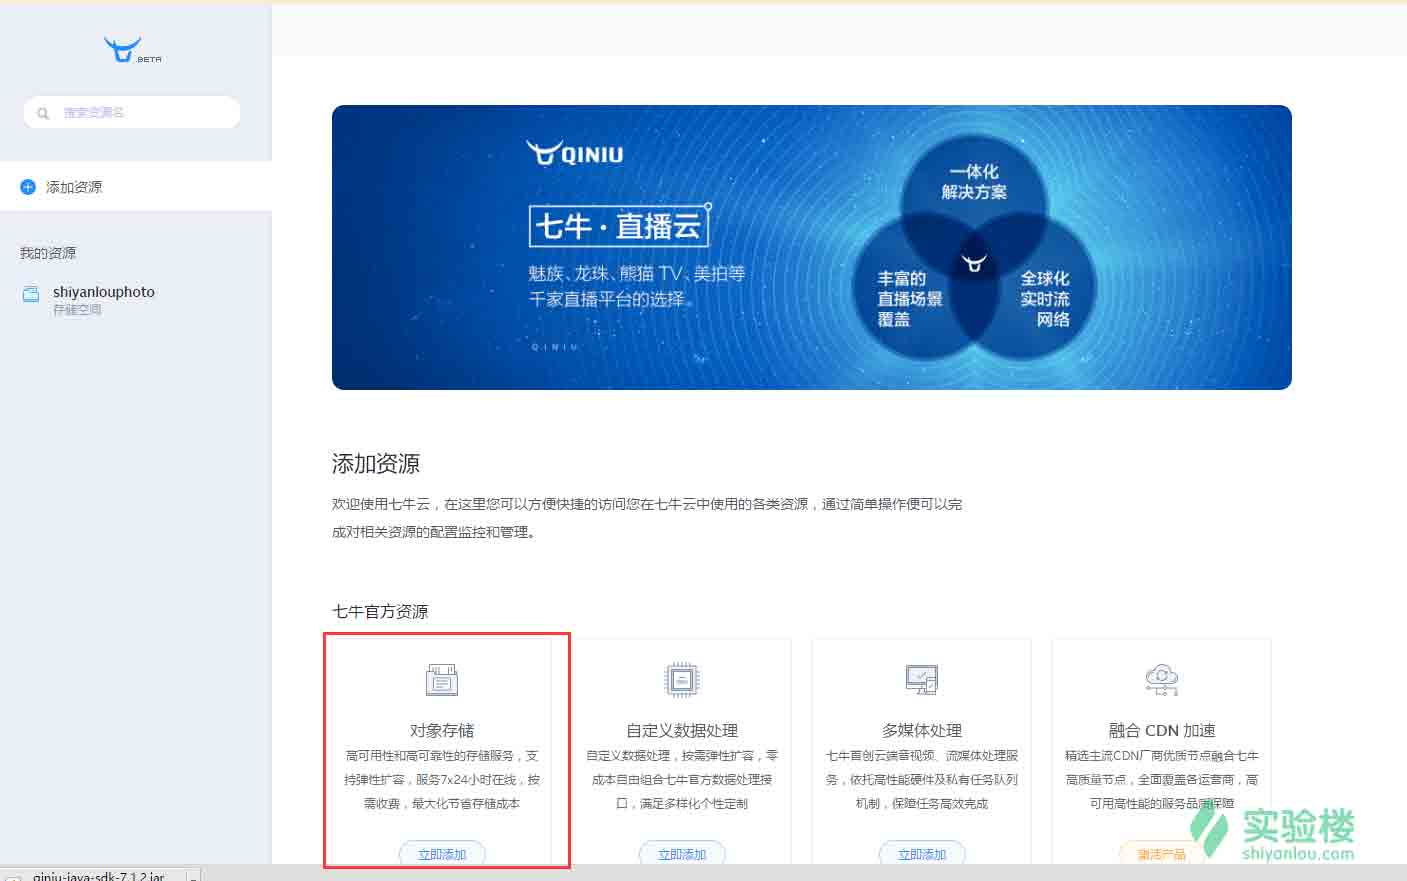 .BETA
搜索资源名
添加资源
我的资源
shiyanlouphoto
存储空间
QINIU
七牛·直播云
魅族、龙珠、熊猫 TV、美拍等
千家直播平台的选择。
QINIU
一体化
解决方案
丰富的
直播场景
覆盖
全球化
实时流
网络
添加资源
欢迎使用七牛云，在这里您可以方便快捷的访问您在七牛云中使用的各类资源，通过简单操作便可以完
成对相关资源的配置监控和管理。
七牛官方资源
对象存储
高可用性和高可靠性的存储服务，支
持弹性扩容，服务7x24小时在线，按
需收费，最大化节省存储成本
立即添加
自定义数据处理
自定义数据处理，按需弹性扩容，零
成本自由组合七牛官方数据处理接
口，满足多样化个性定制
立即添加
多媒体处理
七牛首创云端音视频、流媒体处理服
务，依托高性能硬件及私有任务队列
机制，保障任务高效完成
立即添加
融合 CDN 加速
精选主流CDN厂商优质节点融合七牛
高质量节点，全面覆盖各运营商，高
可用高性能的服务品质保障
激活产品
实验楼
shiyanlou.com
qiniu-java-sdk-7.1.2.jar